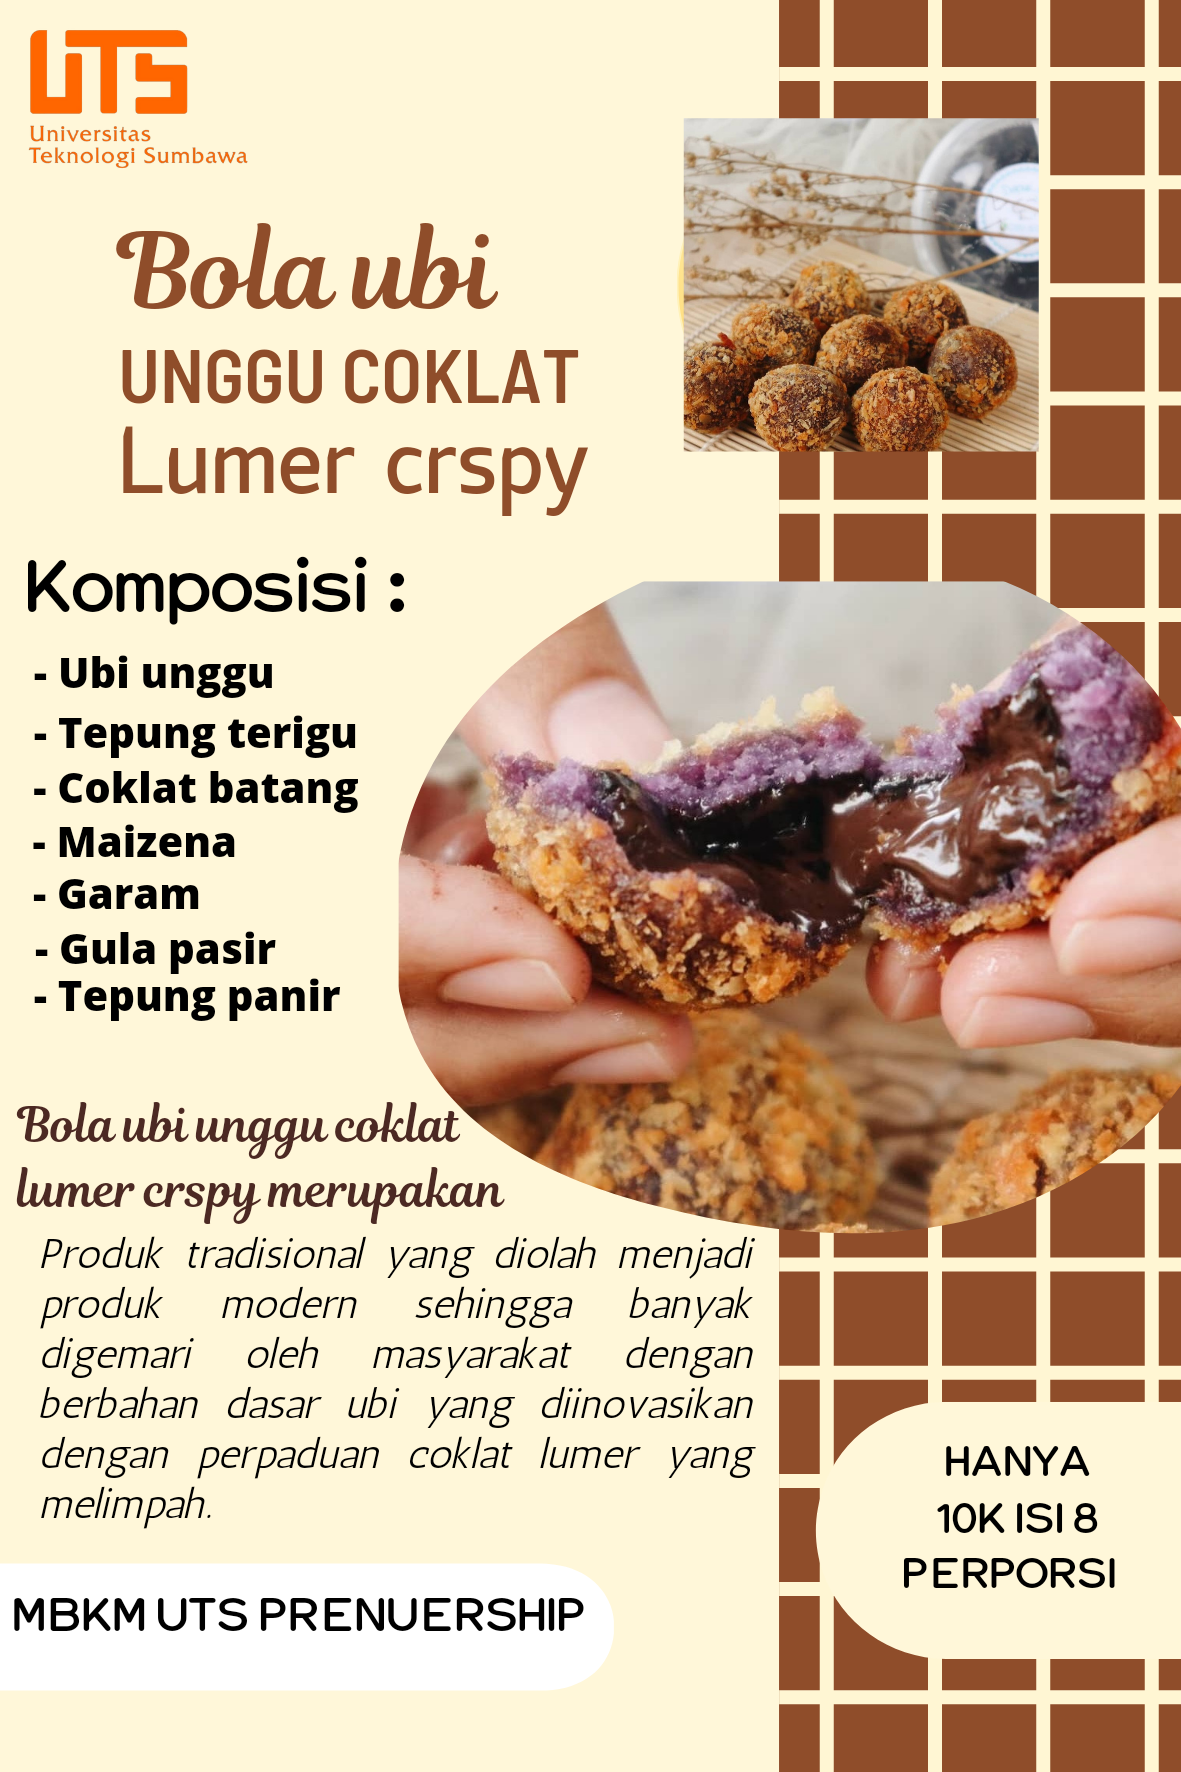 UTS
Universitas
Teknologi Sumbawa
Bola ubi
UNGGU COKLAT
Lumer crspy
Komposisi :
- Ubi unggu
- Tepung terigu
- Coklat batang
- Maizena
- Garam
- Gula pasir
- Tepung panir
Bola ubi unggu coklat
lumer crspy merupakan
Produk tradisional yang diolah menjadi
produk modern sehingga banyak
digemari oleh masyarakat dengan
berbahan dasar ubi yang diinovasikan
dengan perpaduan coklat lumer yang
melimpah.
HANYA
10K ISI 8
PERPORSI
MBKM UTS PRENUERSHIP